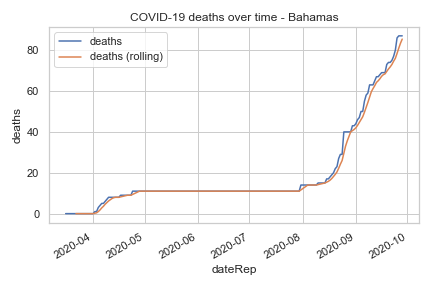 COVID-19 deaths over time - Bahamas
deaths
deaths (rolling)
80
60
40
20
0
deaths
2020-04
2020-05
2020-06
2020-07
2020-08
2020-09
2020-10
dateRep